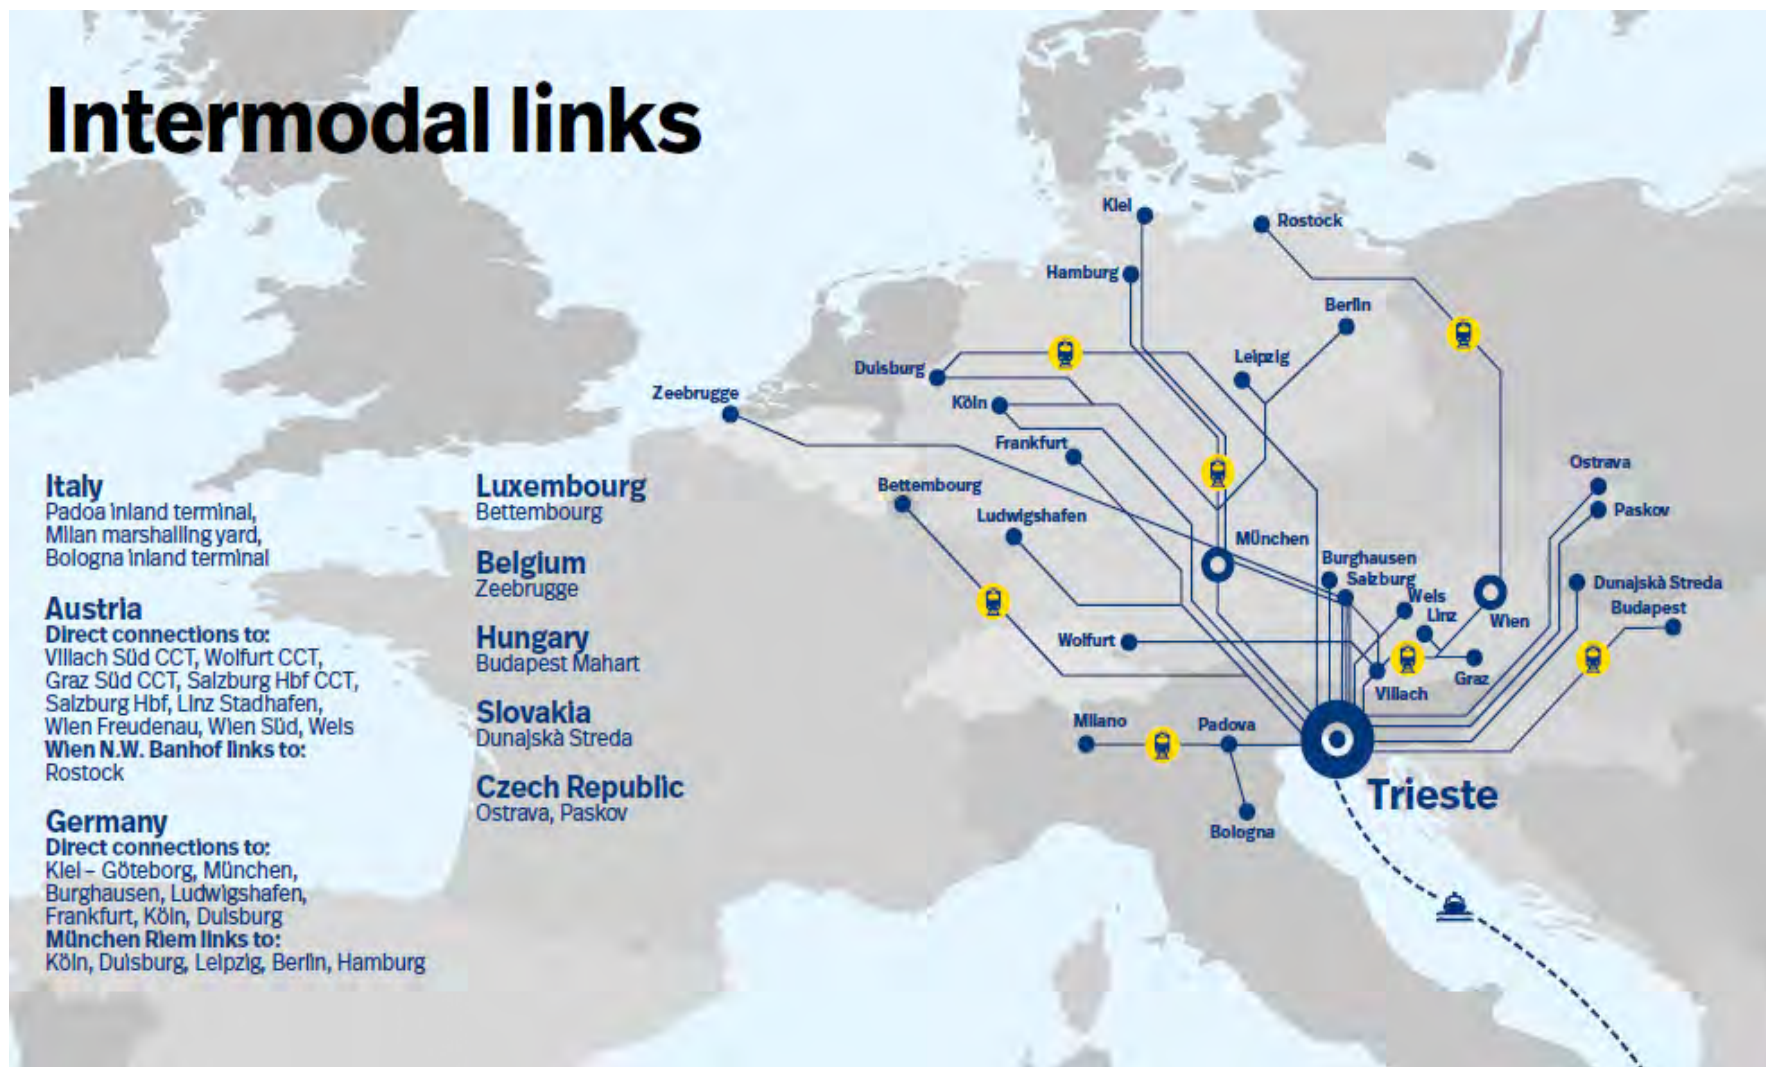 Intermodal links
Italy
Padoa inland terminal,
Milan marshalling yard,
Bologna inland terminal
Austria
Direct connections to:
Villach Süd CCT, Wolfurt CCT,
Graz Süd CCT, Salzburg Hbf CCT,
Salzburg Hbf, Linz Stadhafen,
Wien Freudenau, Wien Süd, Wels
Wien N.W. Banhof links to:
Rostock
Germany
Direct connections to:
Kiel – Göteborg, München,
Burghausen, Ludwigshafen,
Frankfurt, Köln, Duisburg
München Riem links to:
Köln, Duisburg, Leipzig, Berlin, Hamburg
Luxembourg
Bettembourg
Belgium
Zeebrugge
Hungary
Budapest Mahart
Slovakia
Dunajskà Streda
Czech Republic
Ostrava, Paskov
Kiel
Rostock
Hamburg
Berlin
Leipzig
Duisburg
Zeebrugge
Köln
Frankfurt
Ostrava
Bettembourg
Paskov
Ludwigshafen
München
Burghausen
Salzburg
Dunajskà Streda
Wels
Budapest
Linz
Wien
Wolfurt
Graz
Villach
Milano
Padova
Trieste
Bologna